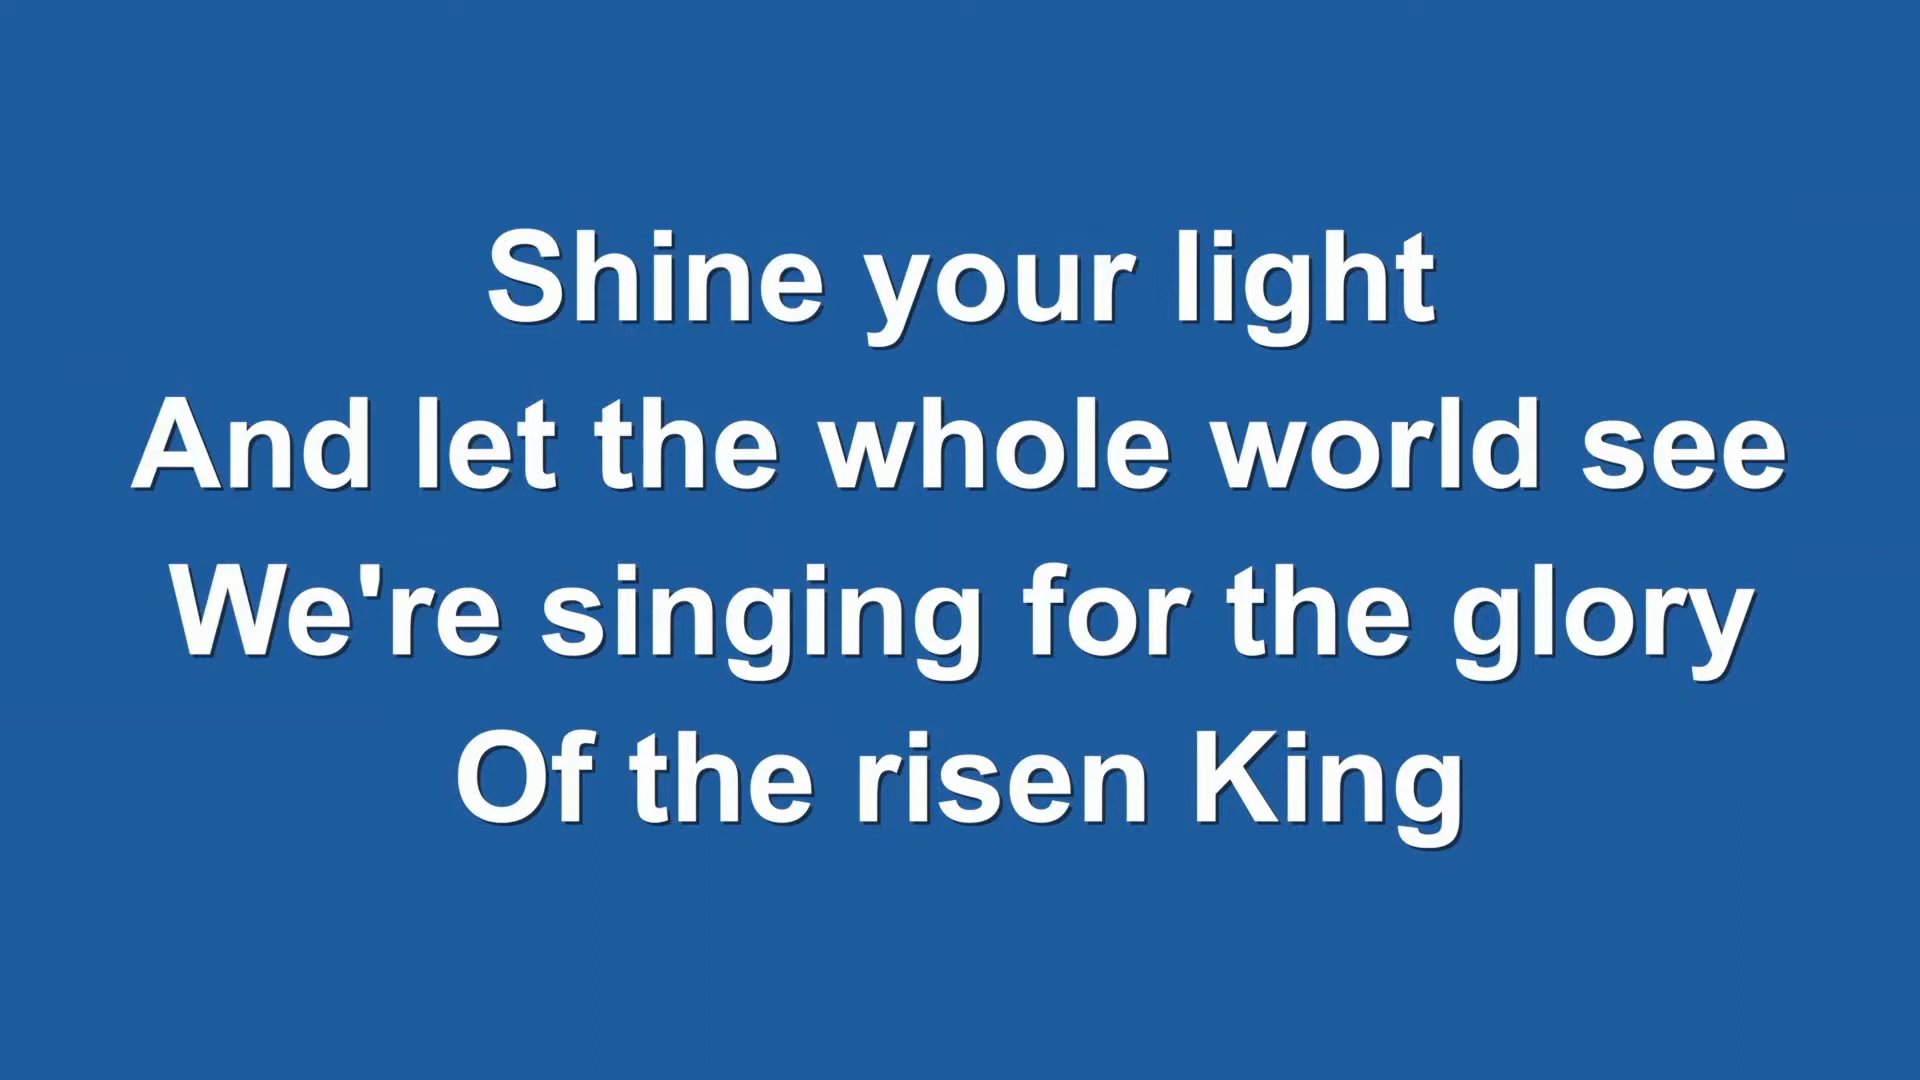 Shine your light
And let the whole world see
We're singing for the glory
Of the risen King